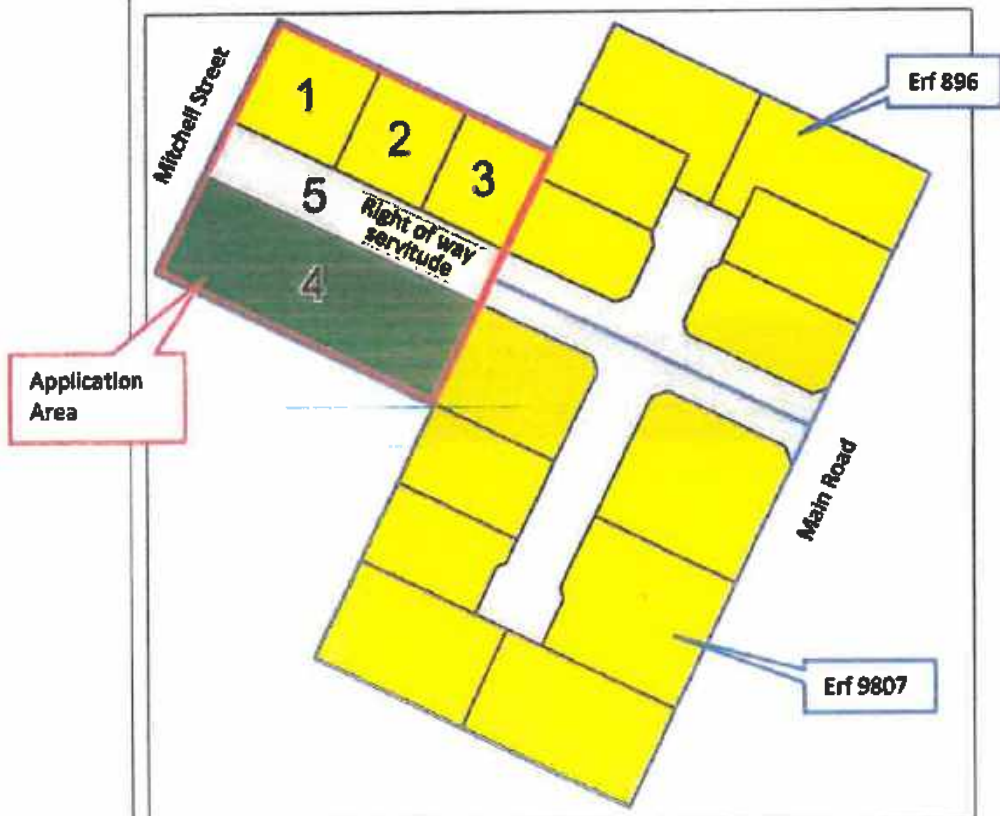 Mitchell Street
1
2
3
Erf 896
5
Right of way
servitude
4
Application
Area
Main Road
Erf 9807